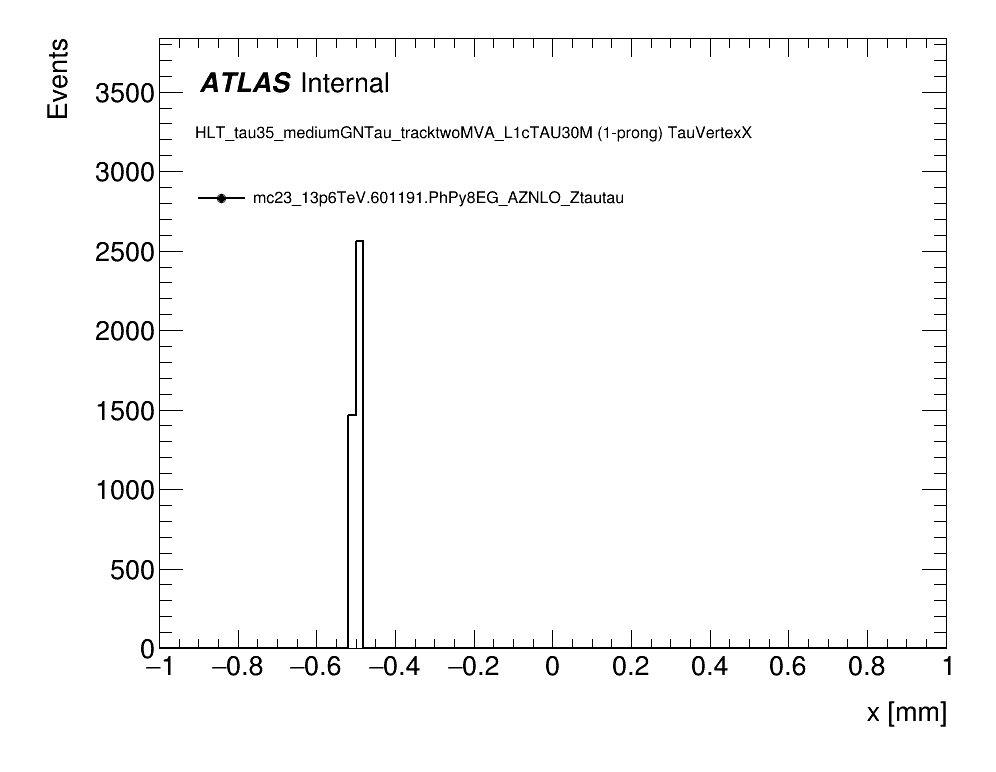 Events
3500
3000
2500
2000
1500
1000
500
0
ATLAS Internal
HLT_tau35_mediumGNTau_tracktwoMVA_L1cTAU30M (1-prong) TauVertexX
mc23_13p6TeV.601191.PhPy8EG_AZNLO_Ztautau
−1 −0.8 −0.6 −0.4 −0.2 0 0.2 0.4 0.6 0.8 1
x [mm]